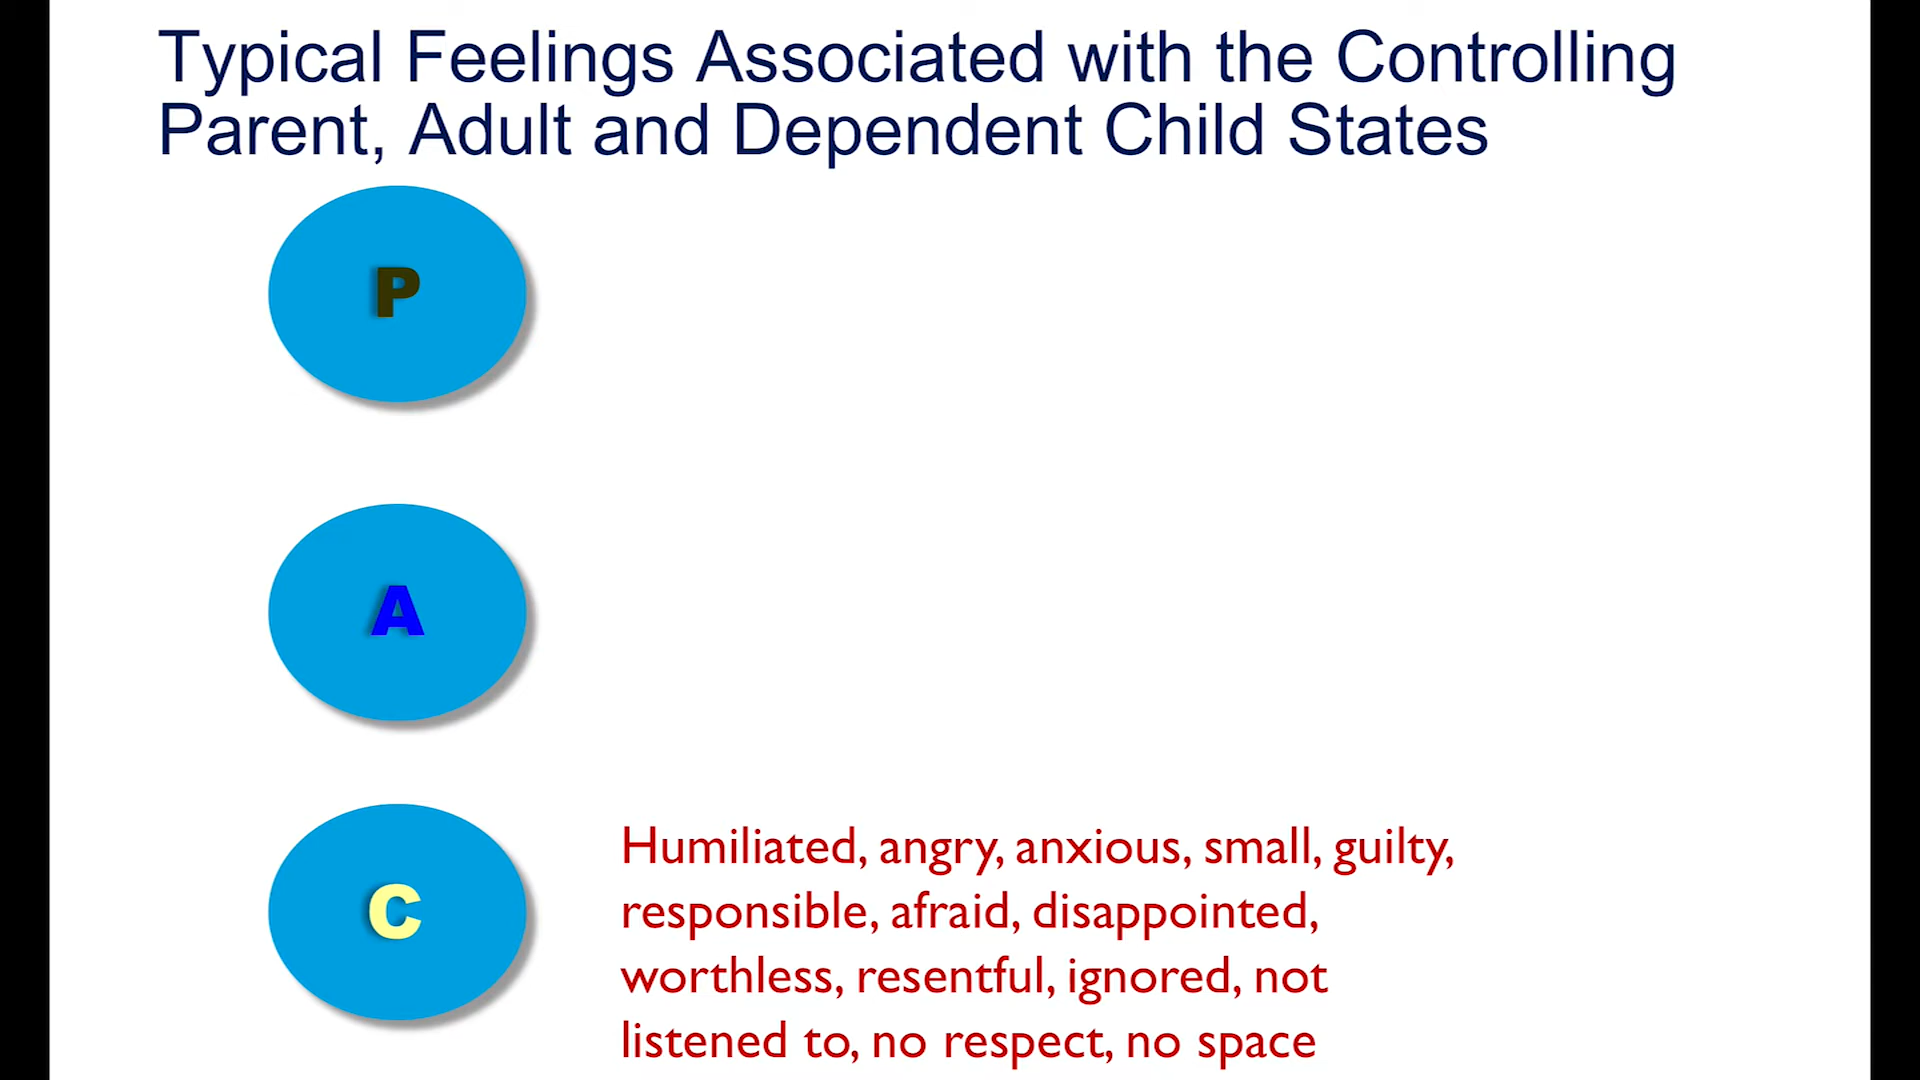 Typical Feelings Associated with the Controlling
Parent, Adult and Dependent Child States
P
A
C
Humiliated, angry, anxious, small, guilty,
responsible, afraid, disappointed,
worthless, resentful, ignored, not
listened to, no respect, no space